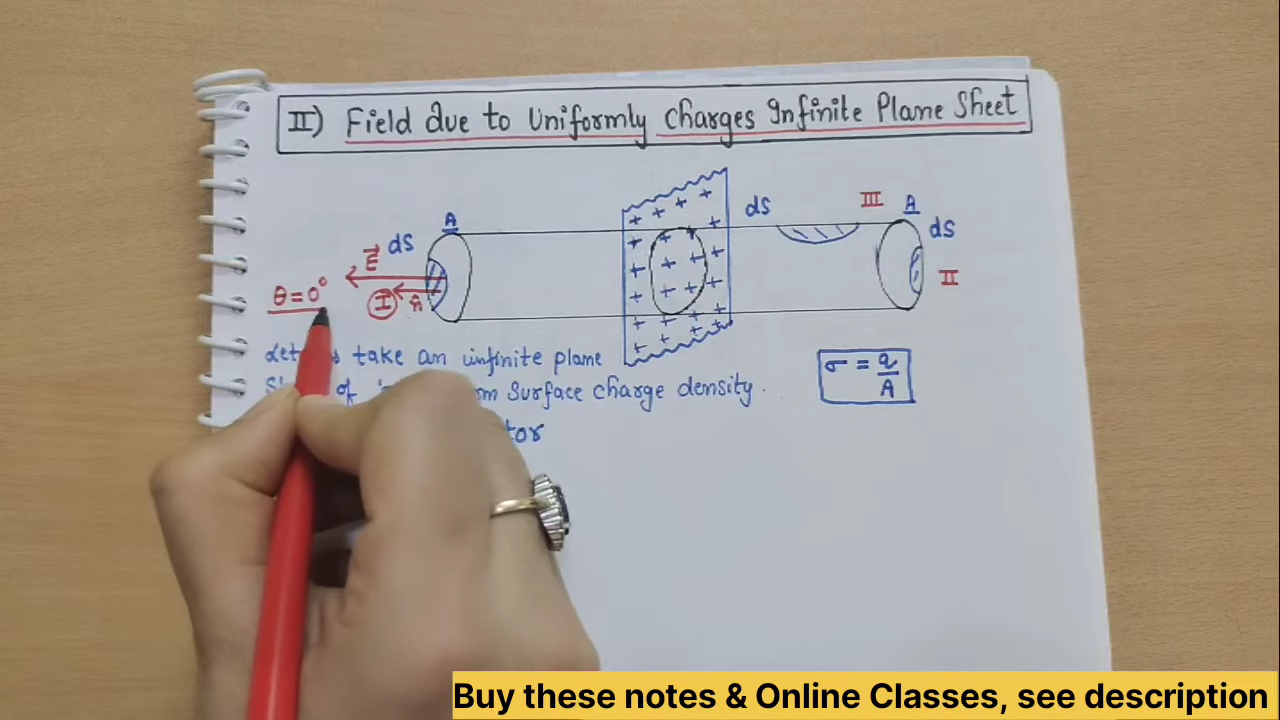 II) Field due to Uniformly Charges Infinite Plane Sheet
A
dS
E
θ = 0°
I
n̂
dS
III
A
dS
II
take an infinite plane
of
Surface charge density.
σ = q/A
Buy these notes & Online Classes, see description